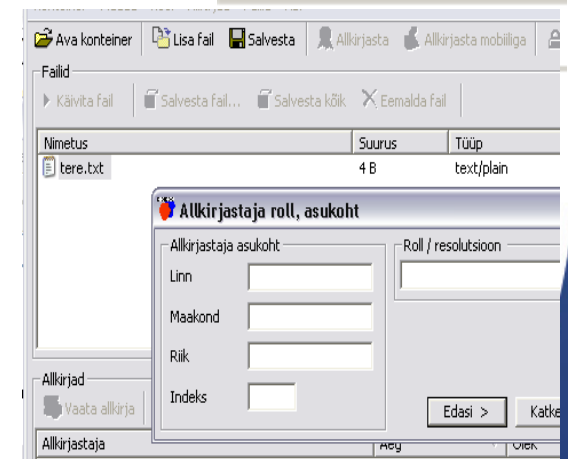 Ava konteiner Lisa fail Salvesta Allkirjasta Allkirjasta mobiiliga
Failid
Käivita fail Salvesta fail... Salvesta kõik Eemalda fail
Nimetus Suurus Tüüp
tere.txt 4 B text/plain
Allkirjastaja roll, asukoht
Allkirjastaja asukoht Roll / resolutsioon
Linn
Maakond
Riik
Indeks
Edasi > Katke
Allkirjad
Vaata allkirja
Allkirjastaja Aeg Olek